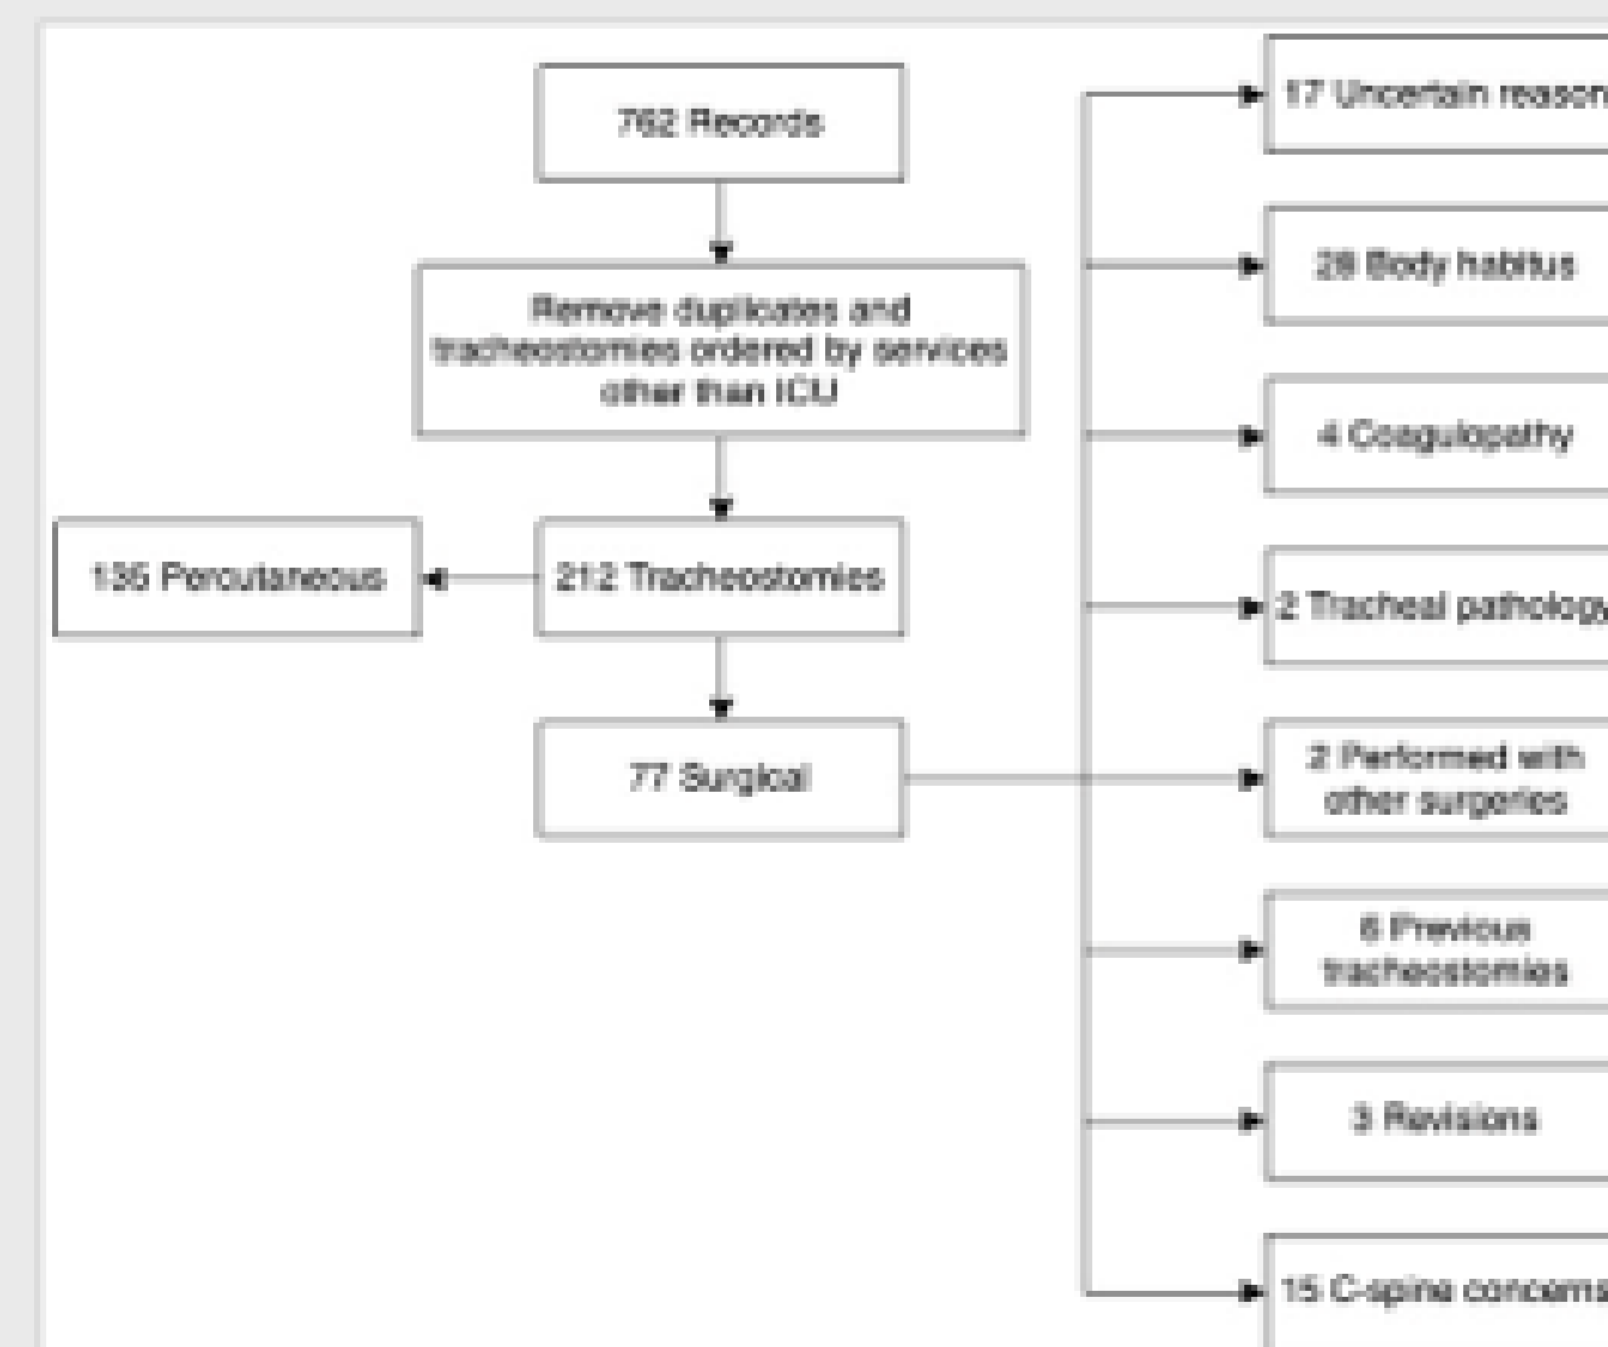 762 Records
Remove duplicates and
tracheostomies ordered by services
other than ICU
135 Percutaneous
212 Tracheostomies
77 Surgical
17 Uncertain reason
28 Body habitus
4 Coagulopathy
2 Tracheal pathology
2 Performed with
other surgeries
6 Previous
tracheostomies
3 Revisions
15 C-spine concerns